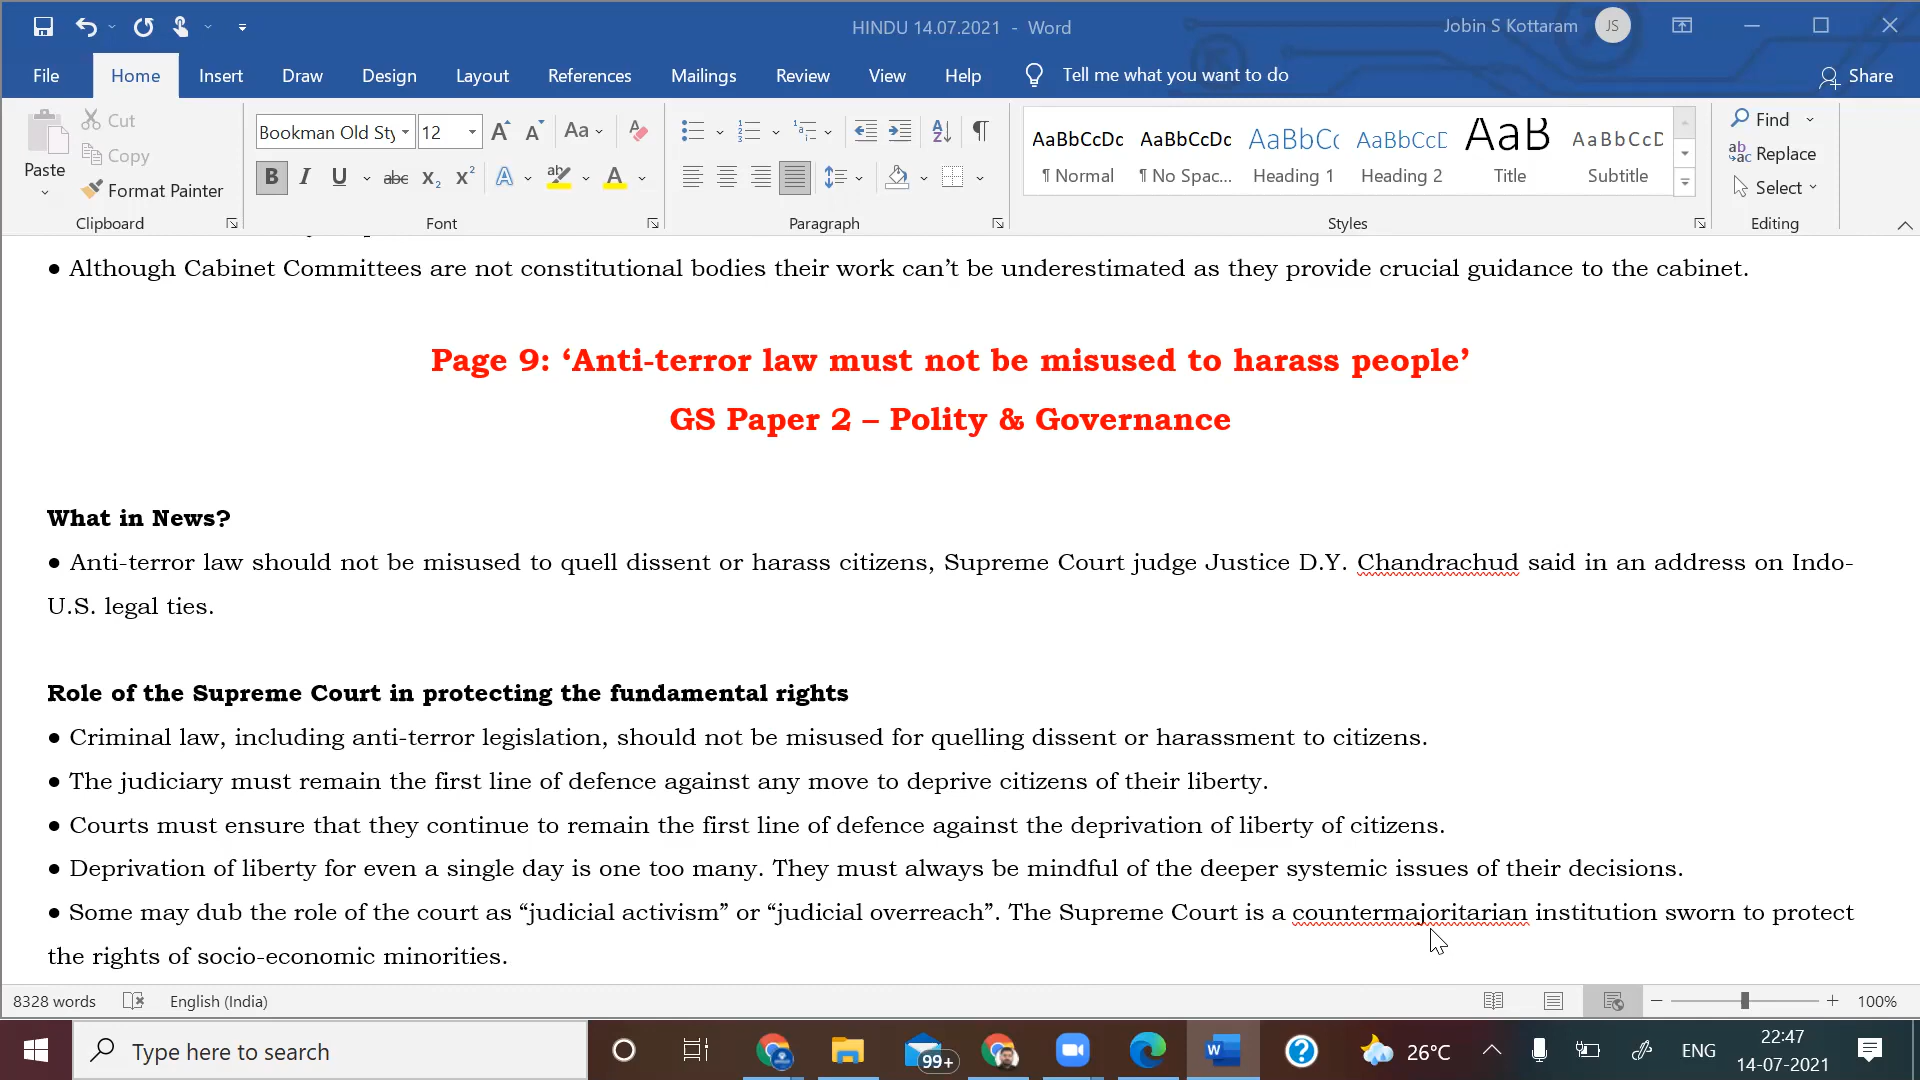 HINDU 14.07.2021 - Word
Jobin S Kottaram
JS
File Home Insert Draw Design Layout References Mailings Review View Help Tell me what you want to do Share
Paste
Cut
Copy
Format Painter
Clipboard
Bookman Old Sty 12
Font
Paragraph
AaBbCcDc AaBbCcDc AaBbCc AaBbCcD AaB AaBbCcD
¶ Normal ¶ No Spac... Heading 1 Heading 2 Title Subtitle
Styles
Find
Replace
Select
Editing
● Although Cabinet Committees are not constitutional bodies their work can’t be underestimated as they provide crucial guidance to the cabinet.
Page 9: ‘Anti-terror law must not be misused to harass people’
GS Paper 2 – Polity & Governance
What in News?
● Anti-terror law should not be misused to quell dissent or harass citizens, Supreme Court judge Justice D.Y. Chandrachud said in an address on Indo-
U.S. legal ties.
Role of the Supreme Court in protecting the fundamental rights
● Criminal law, including anti-terror legislation, should not be misused for quelling dissent or harassment to citizens.
● The judiciary must remain the first line of defence against any move to deprive citizens of their liberty.
● Courts must ensure that they continue to remain the first line of defence against the deprivation of liberty of citizens.
● Deprivation of liberty for even a single day is one too many. They must always be mindful of the deeper systemic issues of their decisions.
● Some may dub the role of the court as “judicial activism” or “judicial overreach”. The Supreme Court is a countermajoritarian institution sworn to protect
the rights of socio-economic minorities.
8328 words English (India) 100%
Type here to search
99+
26°C
ENG
22:47
14-07-2021